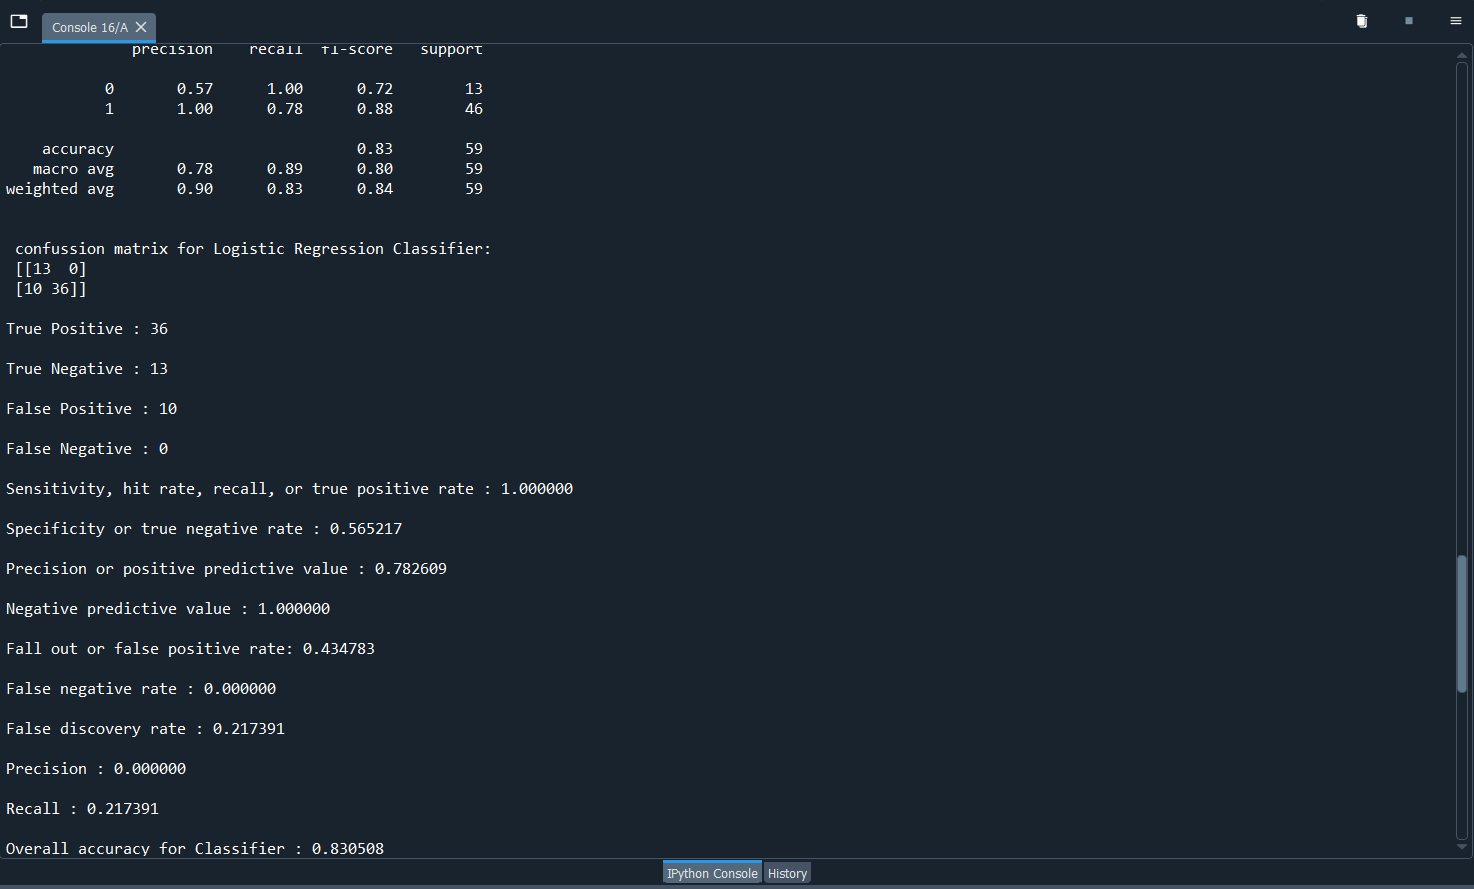 Console 16/A
precision recall f1-score support
0 0.57 1.00 0.72 13
1 1.00 0.78 0.88 46
accuracy 0.83 59
macro avg 0.78 0.89 0.80 59
weighted avg 0.90 0.83 0.84 59
confussion matrix for Logistic Regression Classifier:
[[13 0]
[10 36]]
True Positive : 36
True Negative : 13
False Positive : 10
False Negative : 0
Sensitivity, hit rate, recall, or true positive rate : 1.000000
Specificity or true negative rate : 0.565217
Precision or positive predictive value : 0.782609
Negative predictive value : 1.000000
Fall out or false positive rate: 0.434783
False negative rate : 0.000000
False discovery rate : 0.217391
Precision : 0.000000
Recall : 0.217391
Overall accuracy for Classifier : 0.830508
IPython Console History